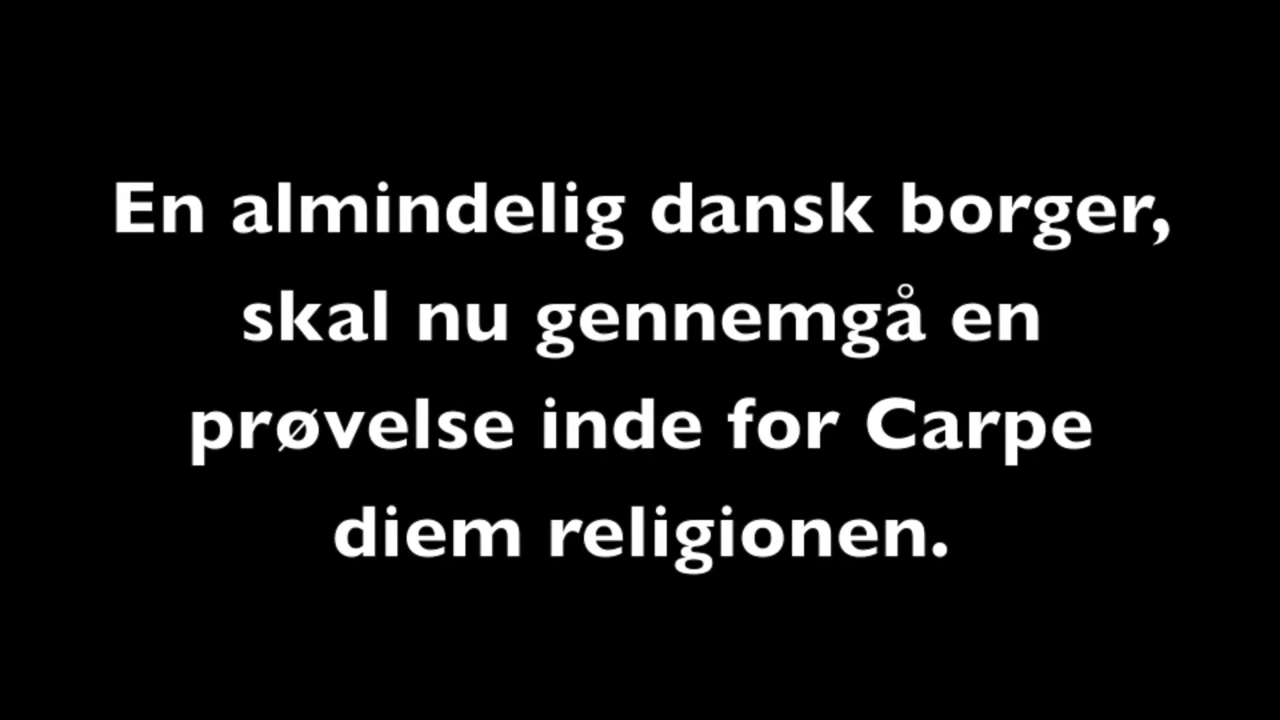 En almindelig dansk borger,
skal nu gennemgå en
prøvelse inde for Carpe
diem religionen.